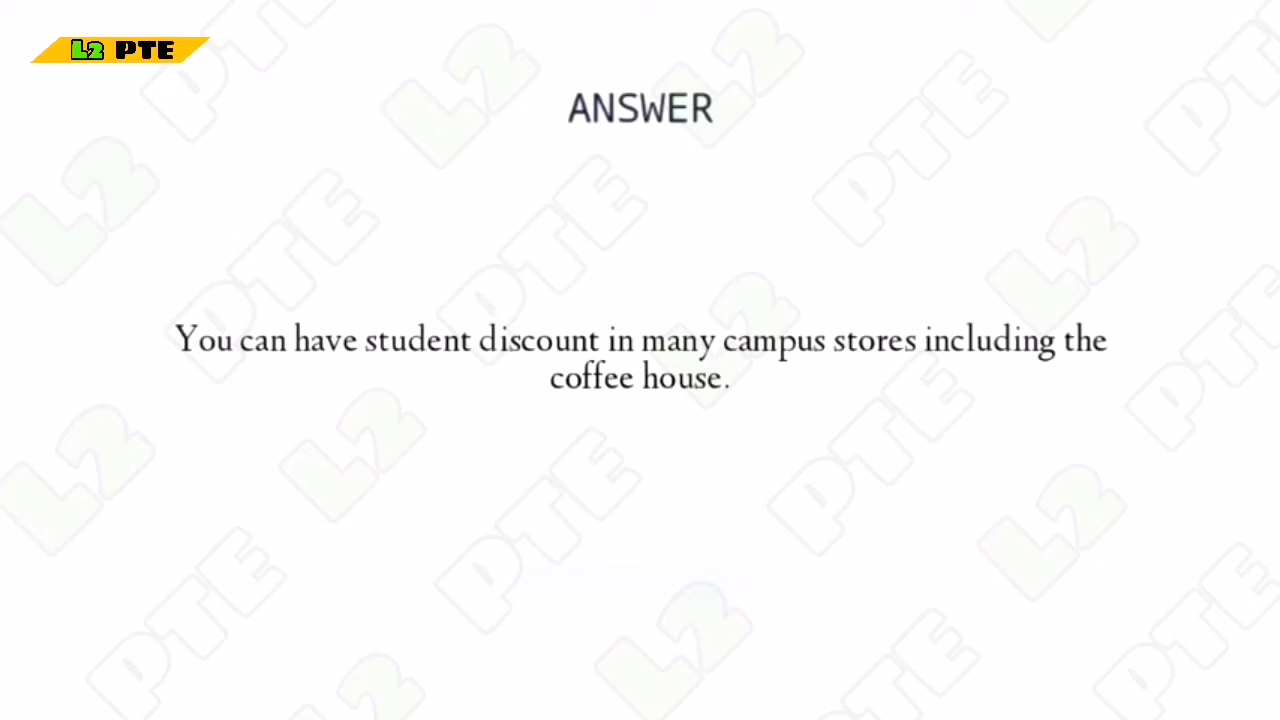 L2 PTE
ANSWER
You can have student discount in many campus stores including the
coffee house.